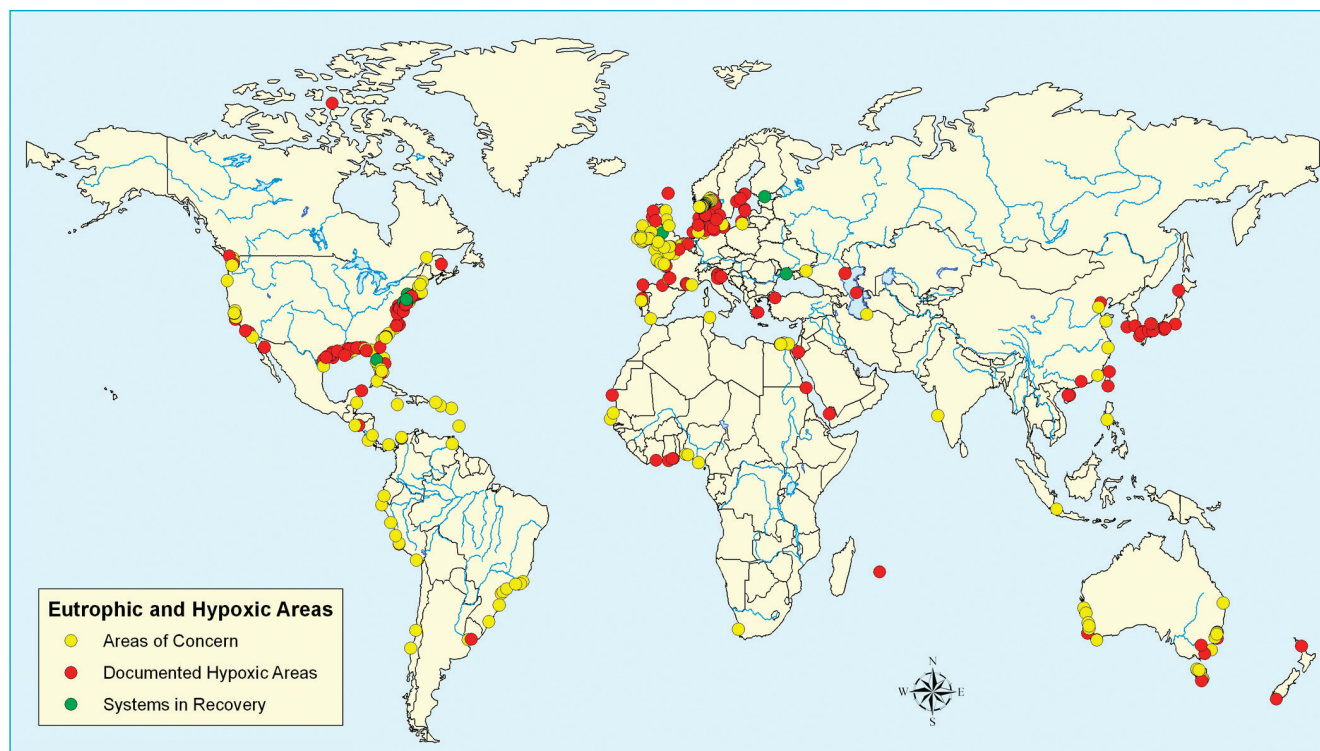 N
W E
S
Eutrophic and Hypoxic Areas
Areas of Concern
Documented Hypoxic Areas
Systems in Recovery